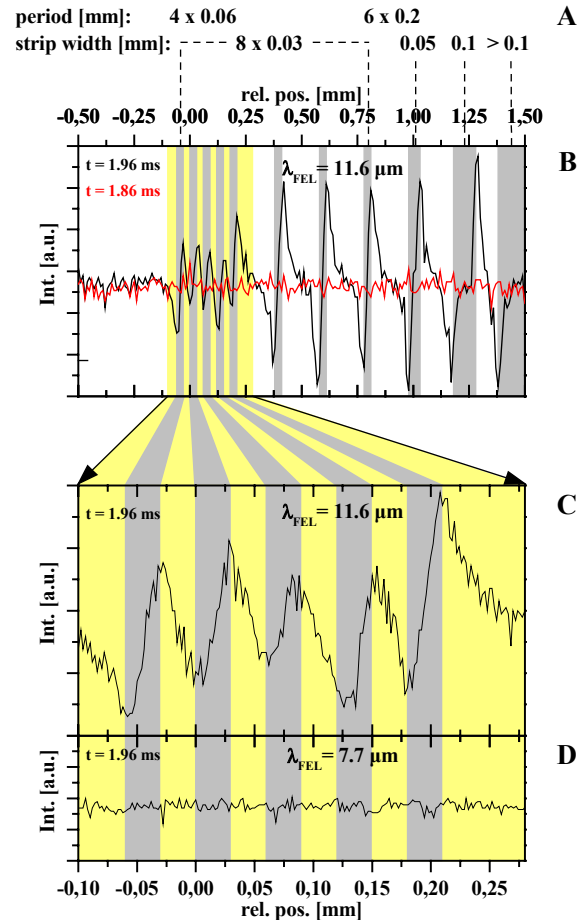 period [mm]: 4 x 0.06 6 x 0.2 A
strip width [mm]: 8 x 0.03 0.05 0.1 > 0.1
rel. pos. [mm]
-0,50 -0,25 0,00 0,25 0,50 0,75 1,00 1,25 1,50
t = 1.96 ms λFEL = 11.6 µm B
t = 1.86 ms
Int. [a.u.]
t = 1.96 ms λFEL = 11.6 µm C
Int. [a.u.]
t = 1.96 ms λFEL = 7.7 µm D
Int. [a.u.]
-0,10 -0,05 0,00 0,05 0,10 0,15 0,20 0,25
rel. pos. [mm]